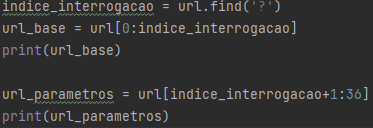 indice_interrogacao = url.find('?')
url_base = url[0:indice_interrogacao]
print(url_base)
url_parametros = url[indice_interrogacao+1:36]
print(url_parametros)